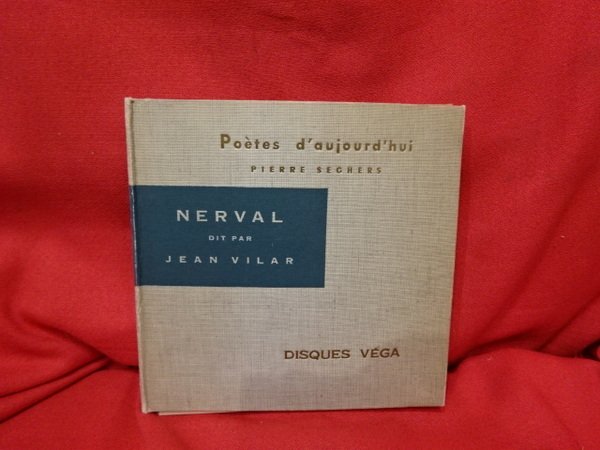 Poètes d'aujourd'hui
PIERRE SEGHERS
NERVAL
DIT PAR
JEAN VILAR
DISQUES VÉGA